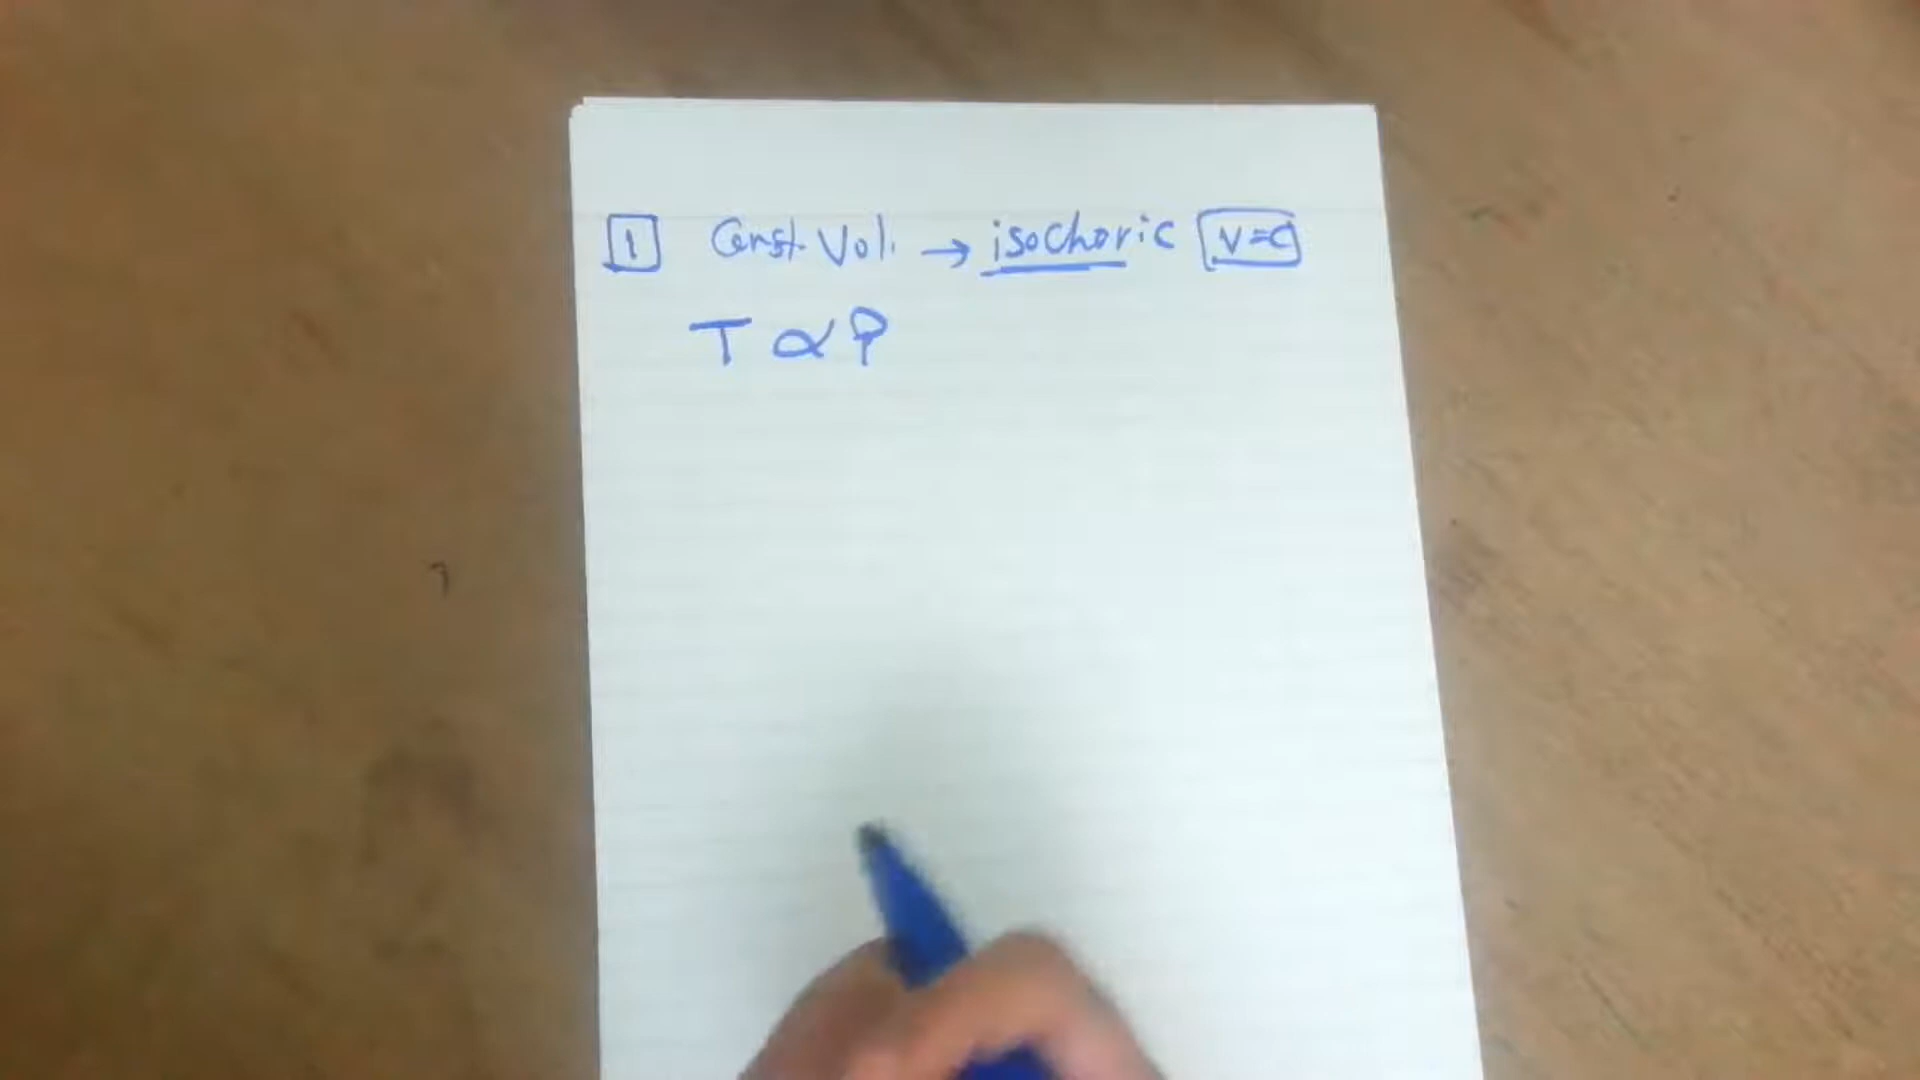 1 Const. Vol. → isochoric V=C
T ∝ P